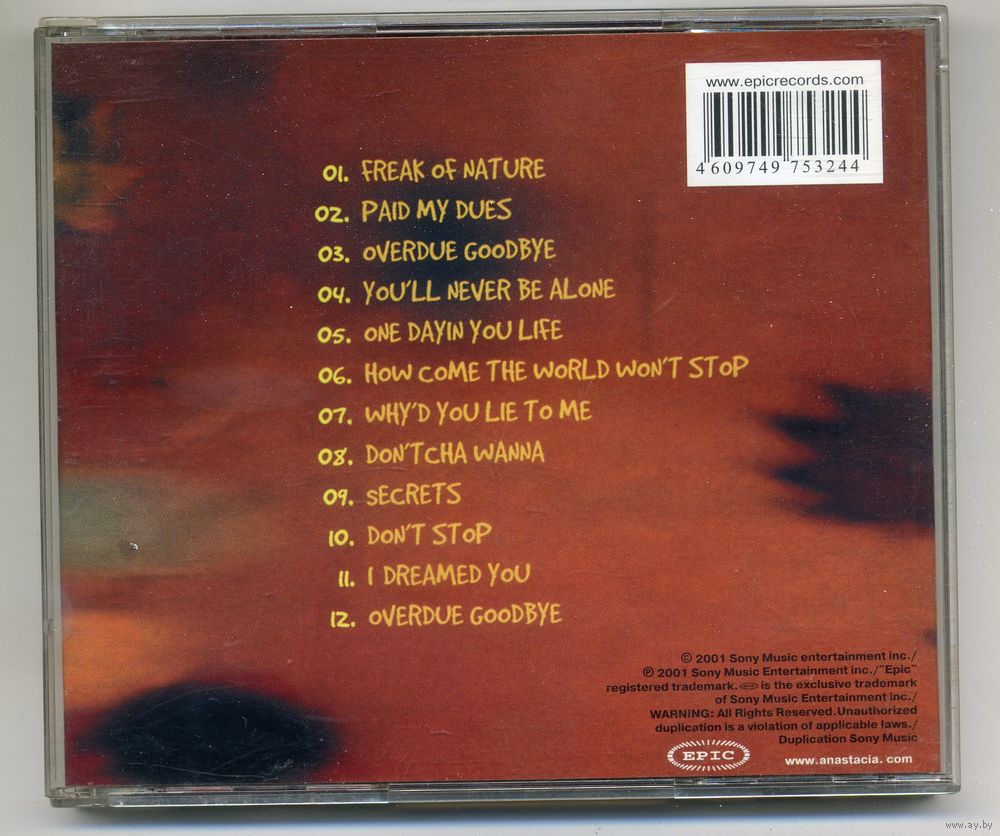 www.epicrecords.com
4 609749 753244
01. FREAK OF NATURE
02. PAID MY DUES
03. OVERDUE GOODBYE
04. YOU'LL NEVER BE ALONE
05. ONE DAYIN YOU LIFE
06. HOW COME THE WORLD WON'T STOP
07. WHY'D YOU LIE TO ME
08. DON'TCHA WANNA
09. SECRETS
10. DON'T STOP
11. I DREAMED YOU
12. OVERDUE GOODBYE
© 2001 Sony Music entertainment inc./
℗ 2001 Sony Music Entertainment inc./"Epic"
registered trademark. is the exclusive trademark
of Sony Music Entertainment inc./
WARNING: All Rights Reserved.Unauthorized
duplication is a violation of applicable laws./
Duplication Sony Music
EPIC
www.anastacia. com
www.ay.by